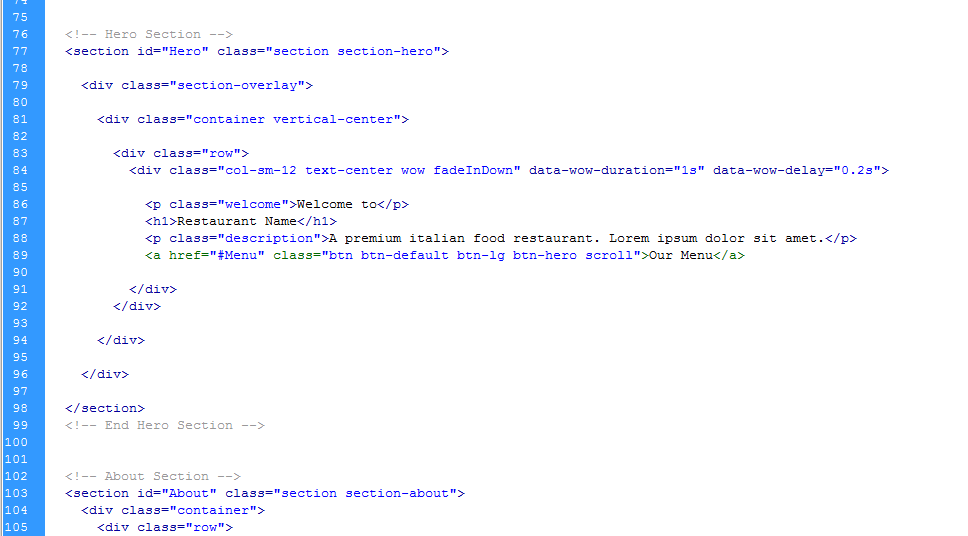 74
75
76 <!-- Hero Section -->
77 <section id="Hero" class="section section-hero">
78
79 <div class="section-overlay">
80
81 <div class="container vertical-center">
82
83 <div class="row">
84 <div class="col-sm-12 text-center wow fadeInDown" data-wow-duration="1s" data-wow-delay="0.2s">
85
86 <p class="welcome">Welcome to</p>
87 <h1>Restaurant Name</h1>
88 <p class="description">A premium italian food restaurant. Lorem ipsum dolor sit amet.</p>
89 <a href="#Menu" class="btn btn-default btn-lg btn-hero scroll">Our Menu</a>
90
91 </div>
92 </div>
93
94 </div>
95
96 </div>
97
98 </section>
99 <!-- End Hero Section -->
100
101
102 <!-- About Section -->
103 <section id="About" class="section section-about">
104 <div class="container">
105 <div class="row">